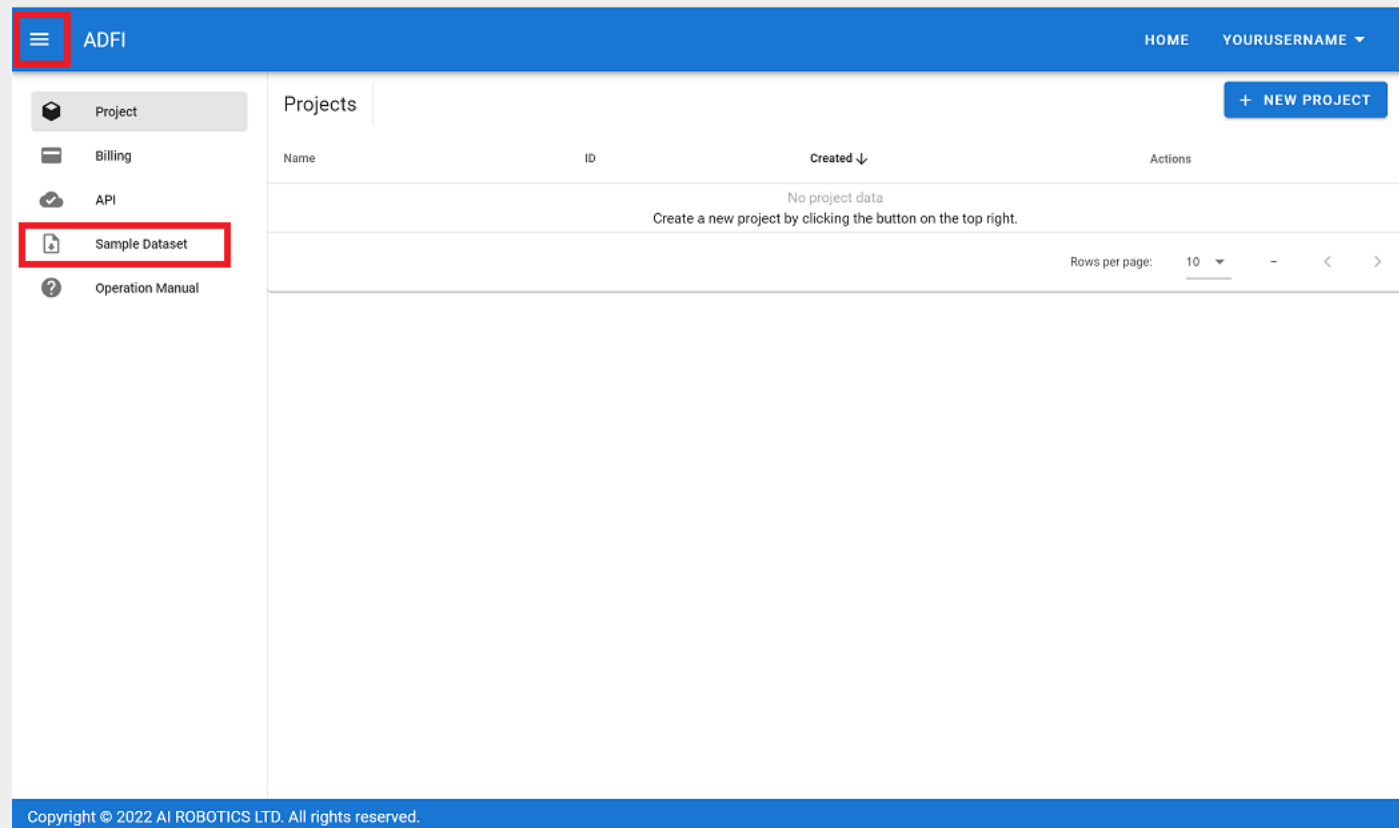 ADFI
HOME YOURUSERNAME
Project
Billing
API
Sample Dataset
Operation Manual
Projects
+ NEW PROJECT
Name ID Created Actions
No project data
Create a new project by clicking the button on the top right.
Rows per page: 10 –
Copyright © 2022 AI ROBOTICS LTD. All rights reserved.